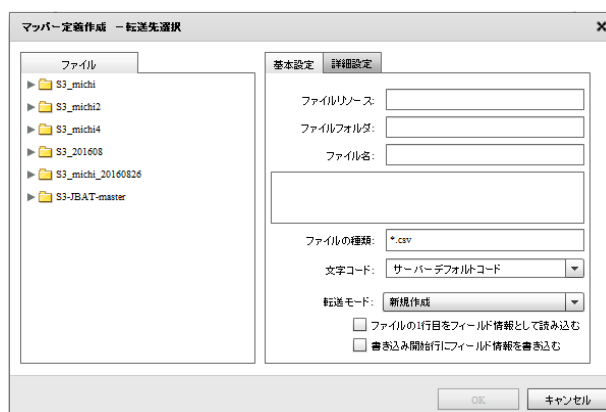 マッパー定義作成 －転送先選択
ファイル
S3_michi
S3_michi2
S3_michi4
S3_201608
S3_michi_20160826
S3-JBAT-master
基本設定 詳細設定
ファイルリソース:
ファイルフォルダ:
ファイル名:
ファイルの種類: *.csv
文字コード: サーバーデフォルトコード
転送モード: 新規作成
ファイルの1行目をフィールド情報として読み込む
書き込み開始行にフィールド情報を書き込む
OK キャンセル